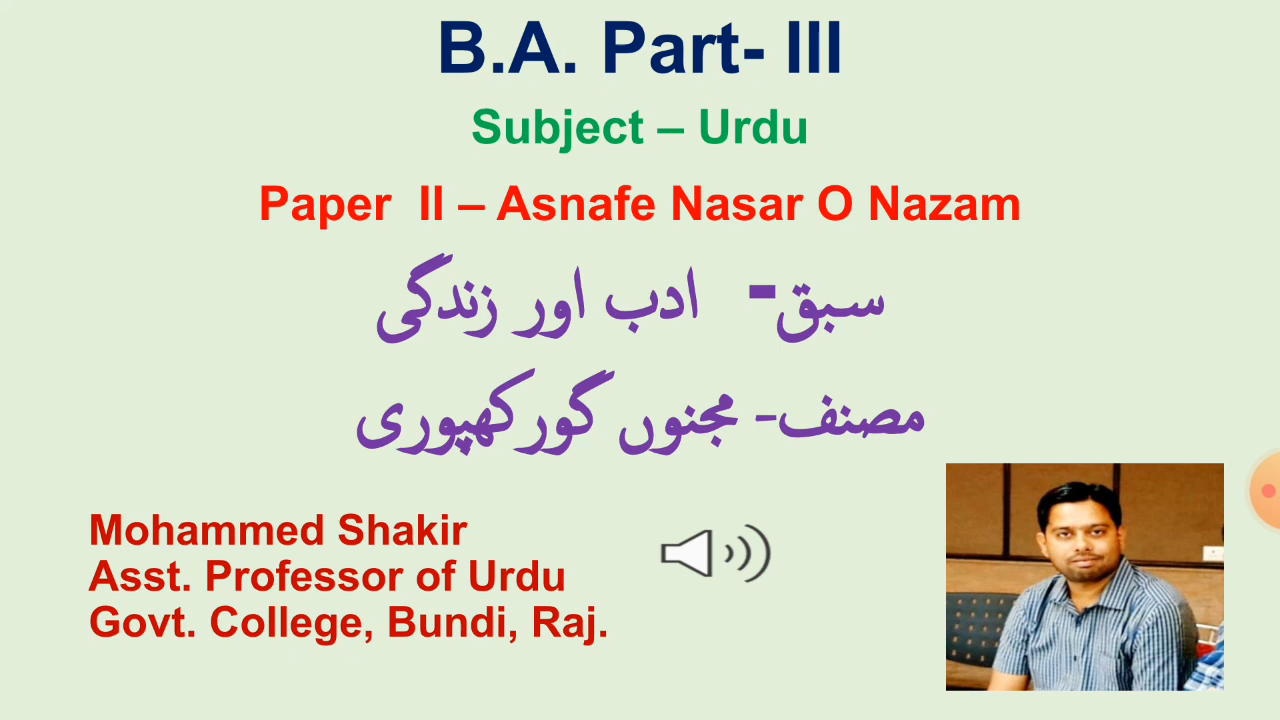 B.A. Part- III
Subject – Urdu
Paper II – Asnafe Nasar O Nazam
سبق- ادب اور زندگی
مصنف- مجنوں گورکھپوری
Mohammed Shakir
Asst. Professor of Urdu
Govt. College, Bundi, Raj.